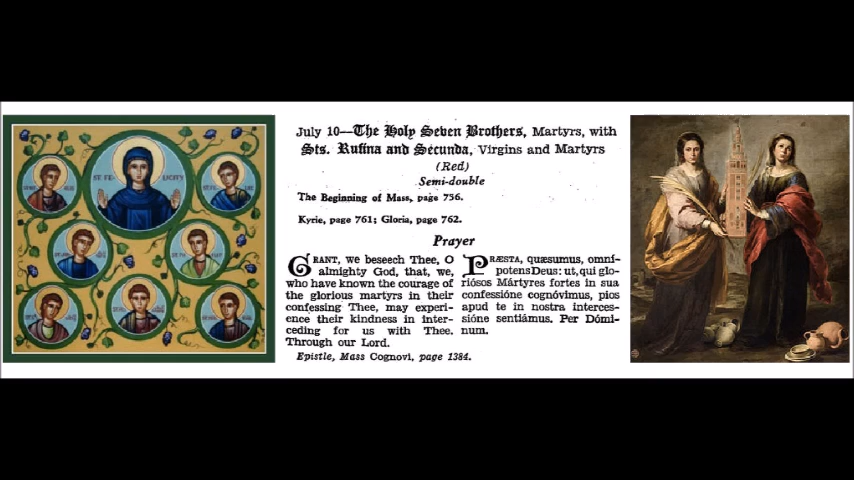 ST FE LICITY
July 10—The Holy Seven Brothers, Martyrs, with
Sts. Rufina and Secunda, Virgins and Martyrs
(Red)
Semi-double
The Beginning of Mass, page 756.
Kyrie, page 761; Gloria, page 762.
Prayer
GRANT, we beseech Thee, O
almighty God, that, we,
who have known the courage of
the glorious martyrs in their
confessing Thee, may experi-
ence their kindness in inter-
ceding for us with Thee.
Through our Lord.
Epistle, Mass Cognovi, page 1384.
PRÆSTA, quæsumus, omní-
potens Deus: ut, qui glo-
riósos Mártyres fortes in sua
confessióne cognóvimus, pios
apud te in nostra interces-
sióne sentiámus. Per Dómi-
num.